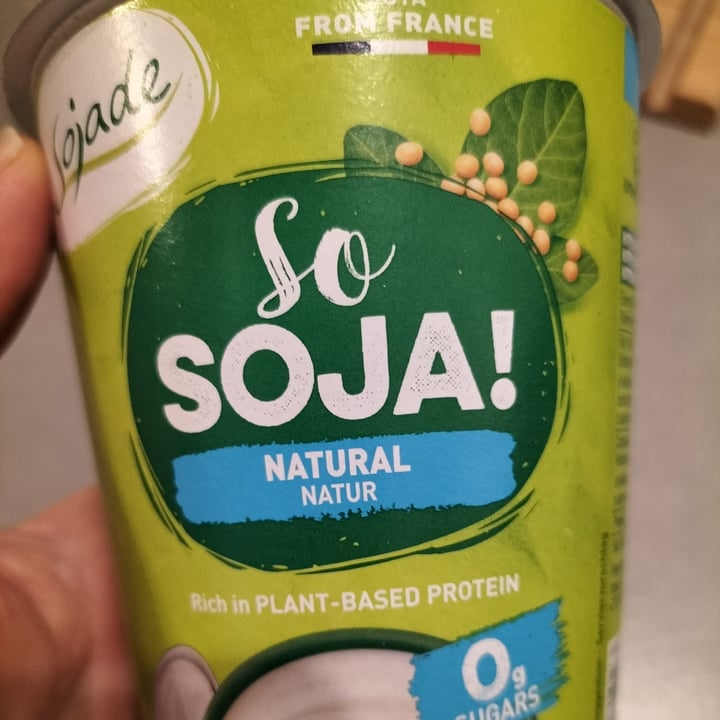 FROM FRANCE
Sojade
So
SOJA!
NATURAL
NATUR
Rich in PLANT-BASED PROTEIN
0g
SUGARS